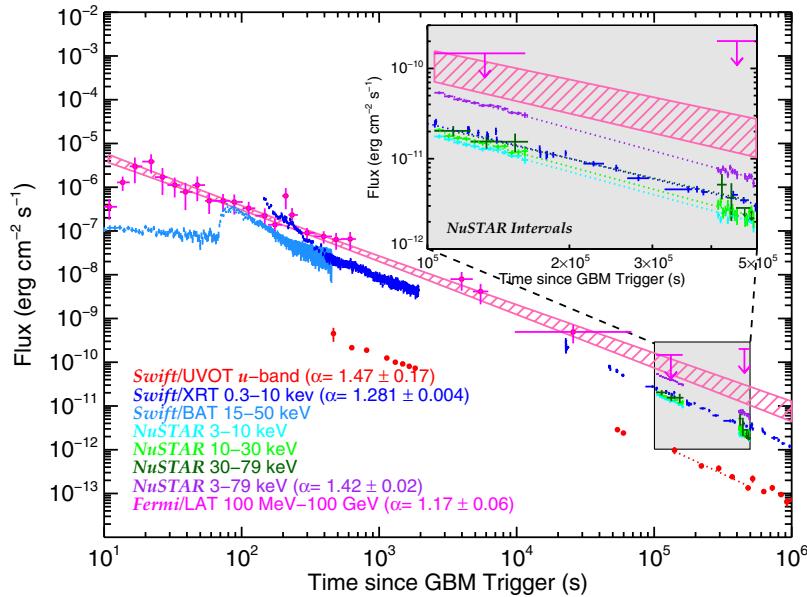 10^-2
10^-3
10^-4
10^-5
10^-6
10^-7
10^-8
10^-9
10^-10
10^-11
10^-12
10^-13
Flux (erg cm^-2 s^-1)
10^1
10^2
10^3
10^4
10^5
10^6
Time since GBM Trigger (s)
Swift/UVOT u-band (α= 1.47 ± 0.17)
Swift/XRT 0.3–10 kev (α= 1.281 ± 0.004)
Swift/BAT 15–50 keV
NuSTAR 3–10 keV
NuSTAR 10–30 keV
NuSTAR 30–79 keV
NuSTAR 3–79 keV (α= 1.42 ± 0.02)
Fermi/LAT 100 MeV–100 GeV (α= 1.17 ± 0.06)
10^-10
10^-11
10^-12
Flux (erg cm^-2 s^-1)
NuSTAR Intervals
10^5
2×10^5
3×10^5
5×10^5
Time since GBM Trigger (s)